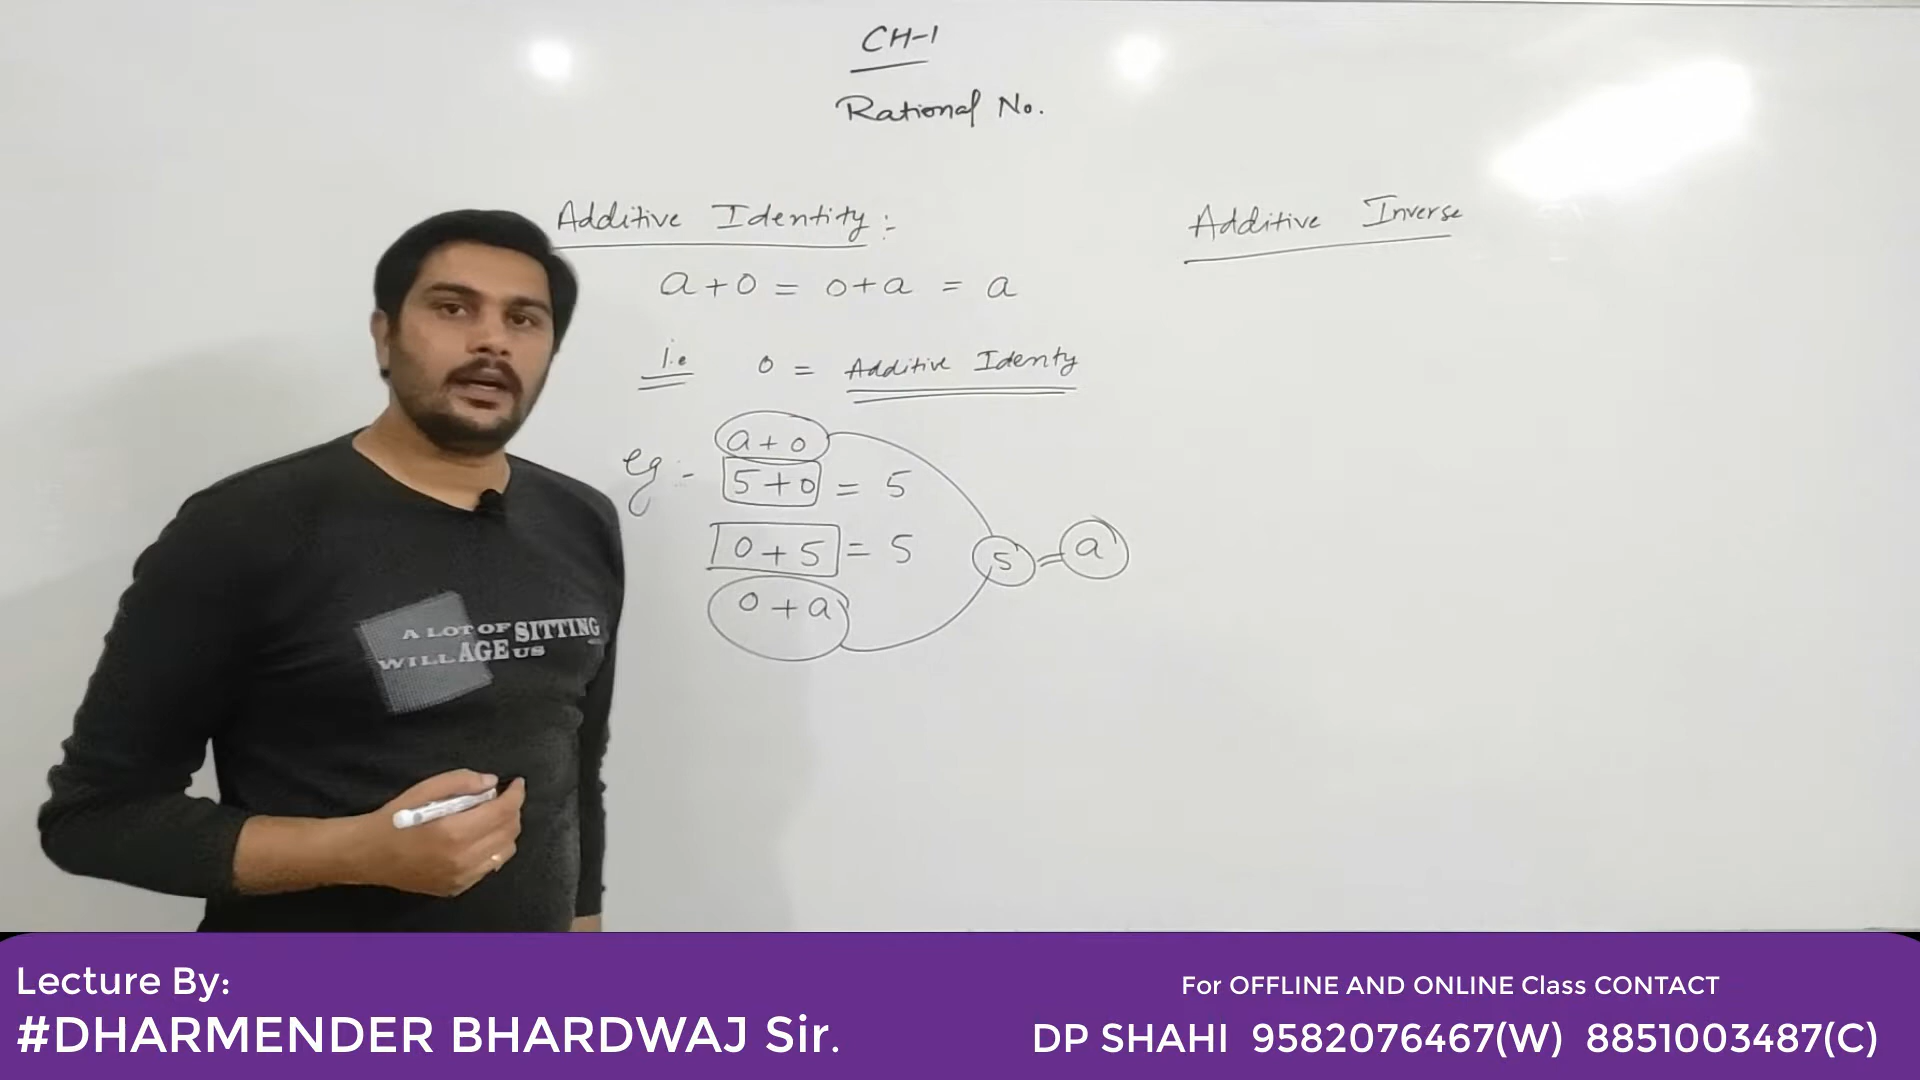 CH-1
Rational No.
Additive Identity :-
a + 0 = 0 + a = a
i.e 0 = Additive Identy
eg :- a + 0
5 + 0 = 5
0 + 5 = 5
0 + a
5 = a
Additive Inverse
A LOT OF SITTING
WILL AGE US
Lecture By:
#DHARMENDER BHARDWAJ Sir.
For OFFLINE AND ONLINE Class CONTACT
DP SHAHI 9582076467(W) 8851003487(C)